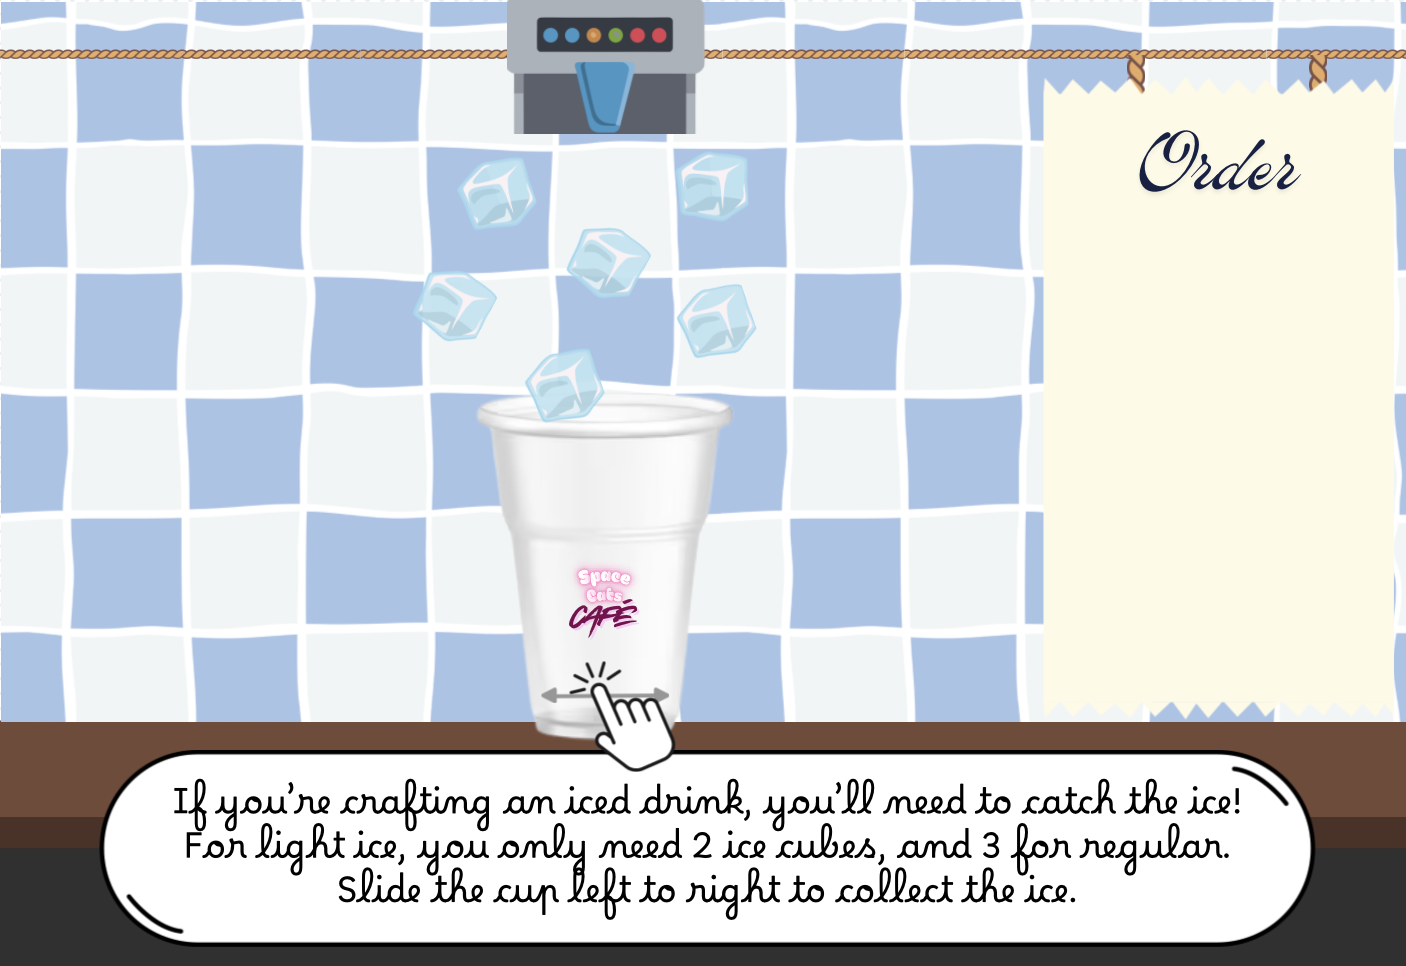 Order
Space
Cats
CAFÉ
If you're crafting an iced drink, you'll need to catch the ice!
For light ice, you only need 2 ice cubes, and 3 for regular.
Slide the cup left to right to collect the ice.